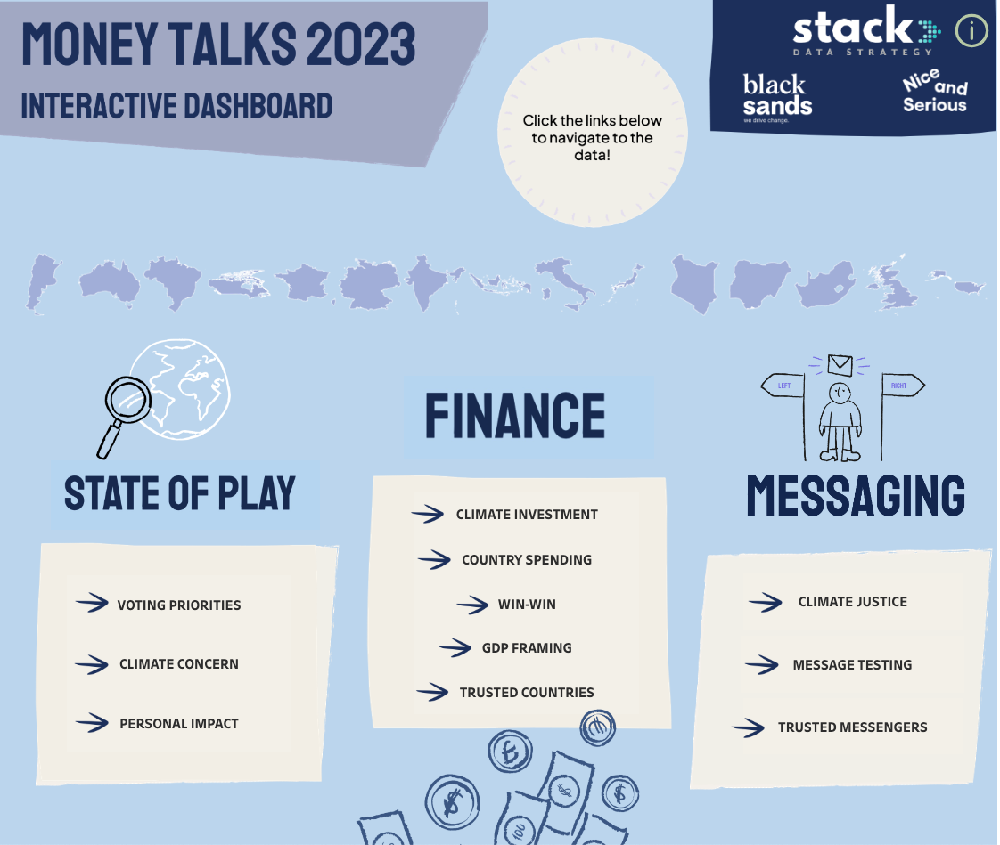 MONEY TALKS 2023
INTERACTIVE DASHBOARD
Click the links below
to navigate to the
data!
stack
DATA STRATEGY
i
black
sands
we drive change.
Nice
and
Serious
LEFT
RIGHT
FINANCE
STATE OF PLAY
MESSAGING
VOTING PRIORITIES
CLIMATE CONCERN
PERSONAL IMPACT
CLIMATE INVESTMENT
COUNTRY SPENDING
WIN-WIN
GDP FRAMING
TRUSTED COUNTRIES
CLIMATE JUSTICE
MESSAGE TESTING
TRUSTED MESSENGERS
€
£
$
$
$
100